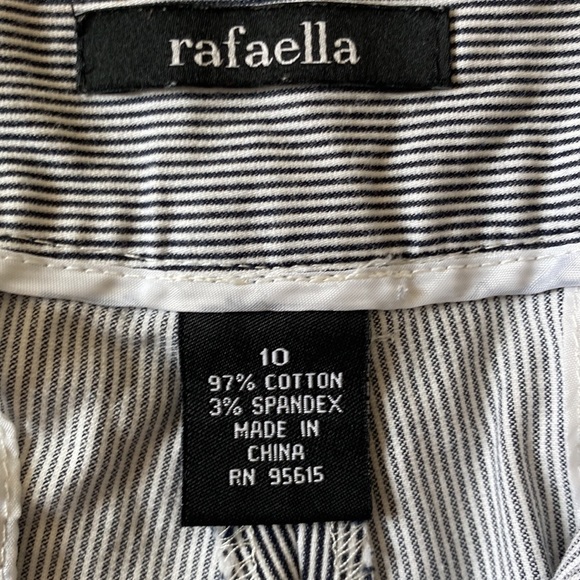 rafaella
10
97% COTTON
3% SPANDEX
MADE IN
CHINA
RN 95615